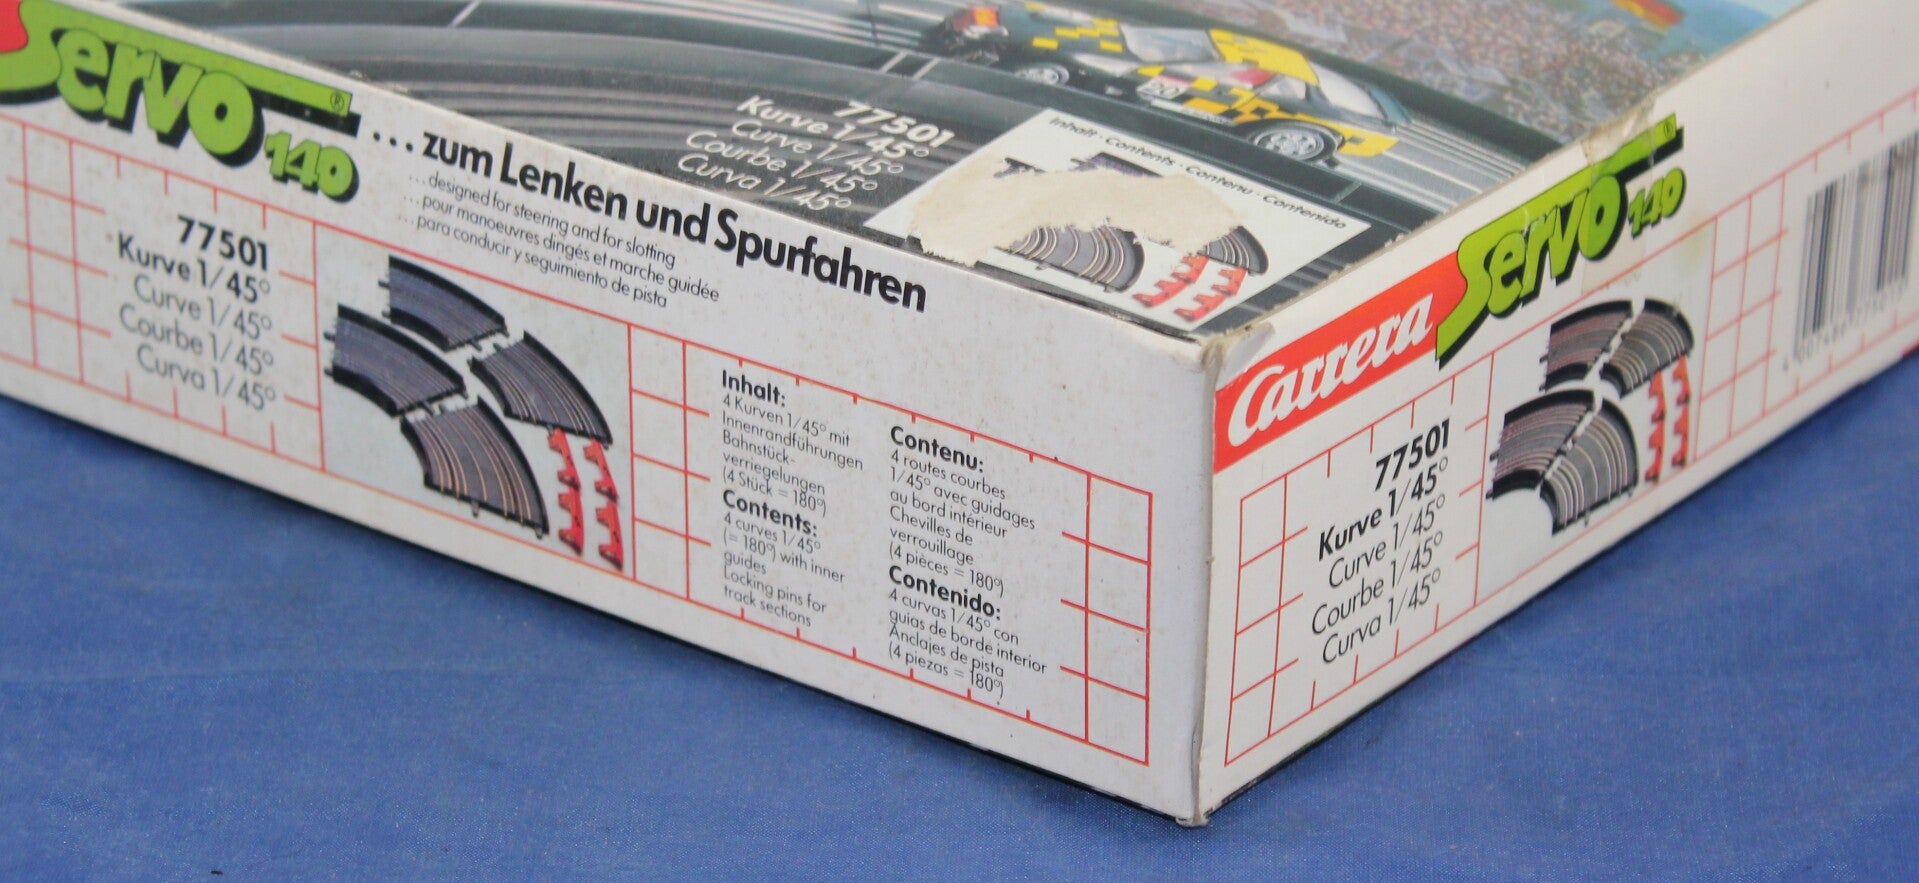 Servo®
140
...zum Lenken und Spurfahren
...designed for steering and for slotting
...pour manoeuvres dingés et marche guidée
...para conducir y seguimiento de pista
77501
Kurve 1/45°
Curve 1/45°
Courbe 1/45°
Curva 1/45°
Inhalt:
4 Kurven 1/45° mit
Innenrandführungen
Bahnstück-
verriegelungen
(4 Stück = 180°)
Contents:
4 curves 1/45°
(= 180°) with inner
guides
Locking pins for
track sections
Contenu:
4 routes courbes
1/45° avec guidages
au bord intérieur
Chevilles de
verrouillage
(4 pièces = 180°)
Contenido:
4 curvas 1/45° con
guias de borde interior
Anclajes de pista
(4 piezas = 180°)
77501
Kurve 1/45°
Curve 1/45°
Courbe 1/45°
Curva 1/45°
Inhalt · Contents · Contenu · Contenido
Carrera
Servo®
140
77501
Kurve 1/45°
Curve 1/45°
Courbe 1/45°
Curva 1/45°